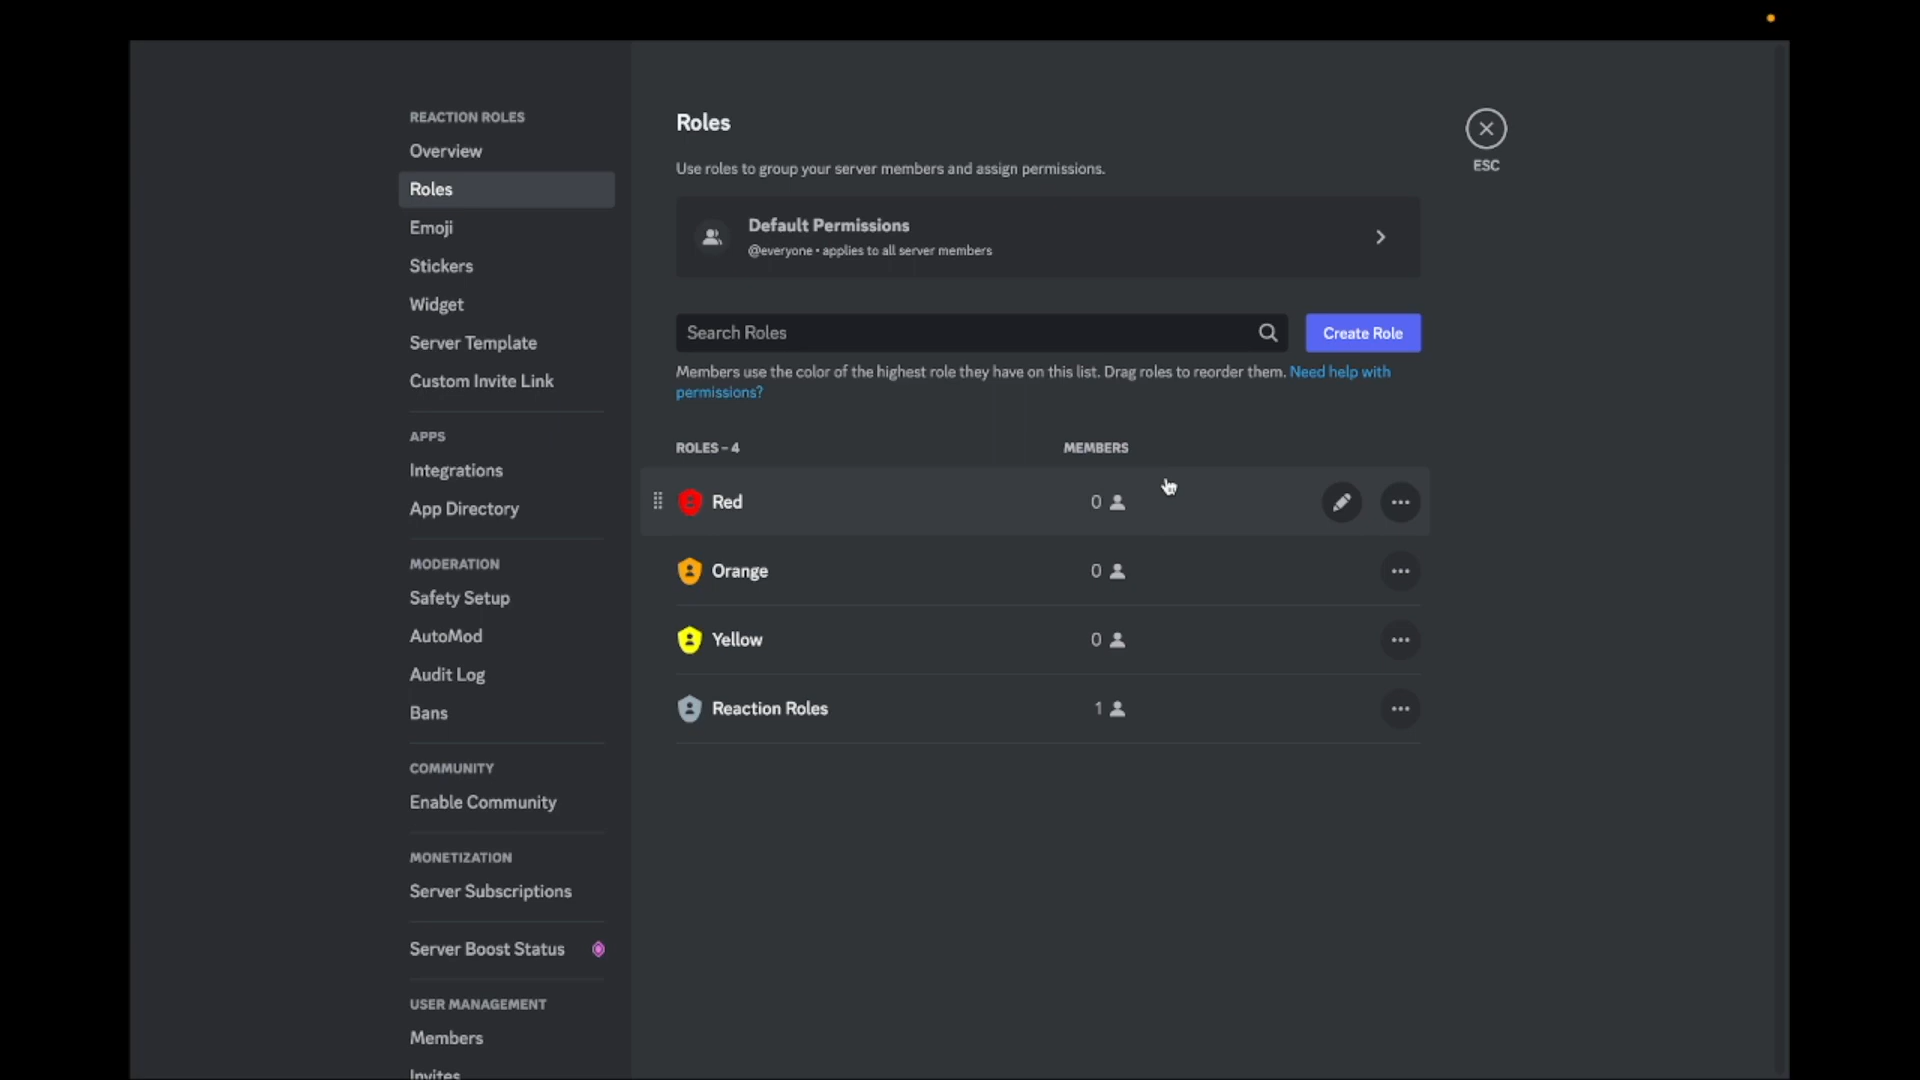 REACTION ROLES
Overview
Roles
Emoji
Stickers
Widget
Server Template
Custom Invite Link
APPS
Integrations
App Directory
MODERATION
Safety Setup
AutoMod
Audit Log
Bans
COMMUNITY
Enable Community
MONETIZATION
Server Subscriptions
Server Boost Status
USER MANAGEMENT
Members
Invites
Roles
Use roles to group your server members and assign permissions.
Default Permissions
@everyone • applies to all server members
Search Roles
Create Role
Members use the color of the highest role they have on this list. Drag roles to reorder them. Need help with
permissions?
ROLES – 4 MEMBERS
Red 0
Orange 0
Yellow 0
Reaction Roles 1
ESC